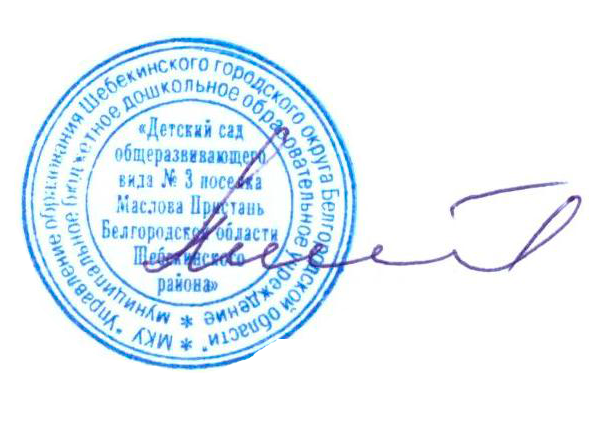 МКУ "Управление образования Шебекинского городского округа Белгородской области" *
муниципальное бюджетное дошкольное образовательное учреждение *
«Детский сад
общеразвивающего
вида № 3 поселка
Маслова Пристань
Белгородской области
Шебекинского
района»